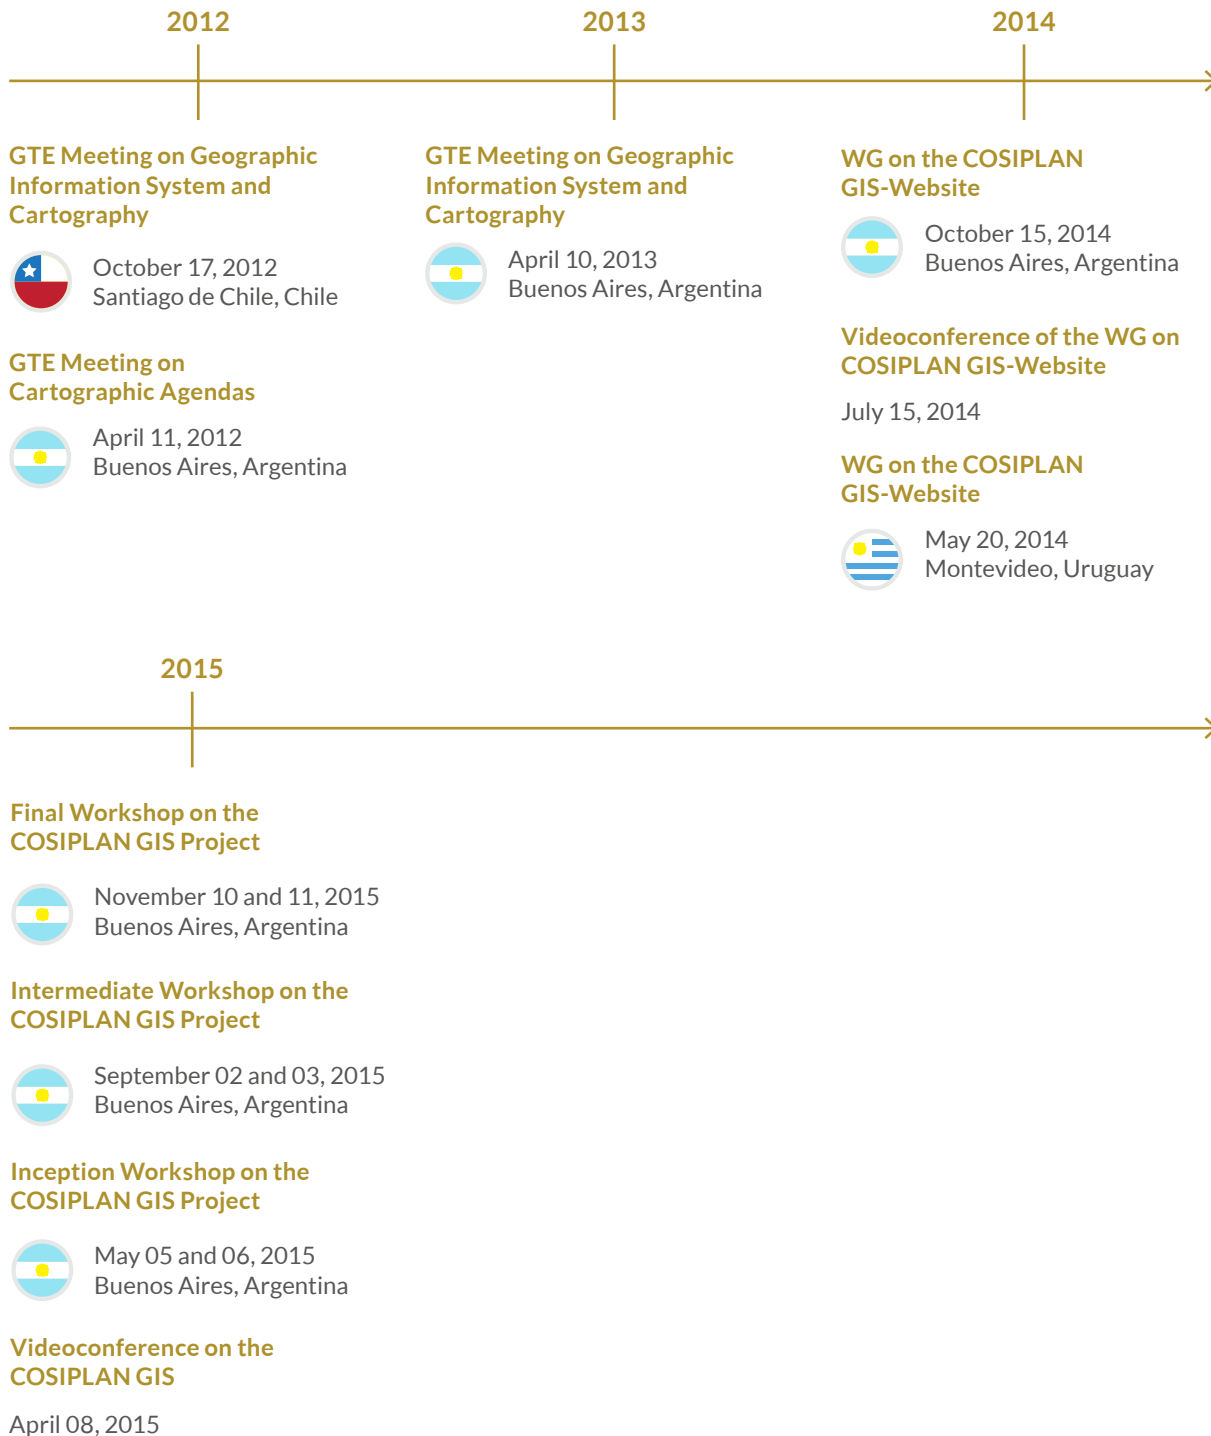 2012
2013
2014
GTE Meeting on Geographic
Information System and
Cartography
October 17, 2012
Santiago de Chile, Chile
GTE Meeting on
Cartographic Agendas
April 11, 2012
Buenos Aires, Argentina
GTE Meeting on Geographic
Information System and
Cartography
April 10, 2013
Buenos Aires, Argentina
WG on the COSIPLAN
GIS-Website
October 15, 2014
Buenos Aires, Argentina
Videoconference of the WG on
COSIPLAN GIS-Website
July 15, 2014
WG on the COSIPLAN
GIS-Website
May 20, 2014
Montevideo, Uruguay
2015
Final Workshop on the
COSIPLAN GIS Project
November 10 and 11, 2015
Buenos Aires, Argentina
Intermediate Workshop on the
COSIPLAN GIS Project
September 02 and 03, 2015
Buenos Aires, Argentina
Inception Workshop on the
COSIPLAN GIS Project
May 05 and 06, 2015
Buenos Aires, Argentina
Videoconference on the
COSIPLAN GIS
April 08, 2015